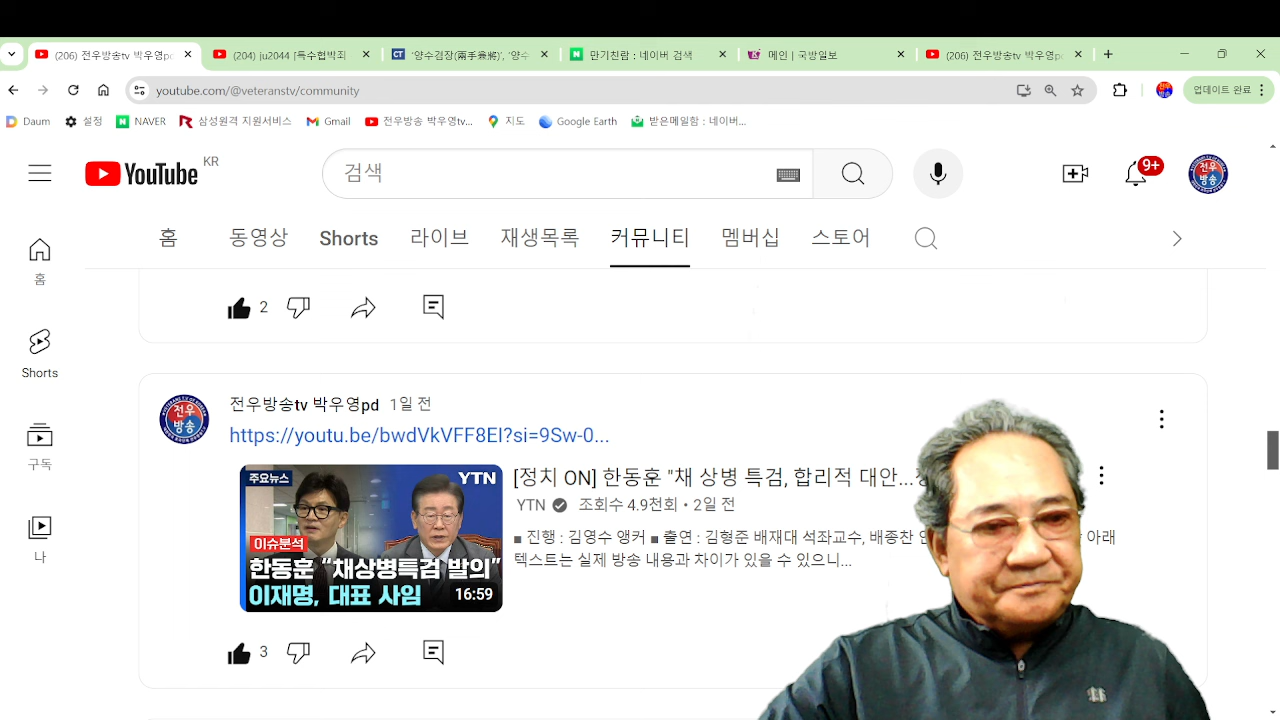 (206) 전우방송tv 박우영pd
(204) ju2044 [특수협박죄
'양수겸장(兩手兼將)', '양수
만기친람 : 네이버 검색
메인 | 국방일보
(206) 전우방송tv 박우영pd
youtube.com/@veteranstv/community
업데이트 완료
Daum
설정
NAVER
삼성원격 지원서비스
Gmail
전우방송 박우영tv...
지도
Google Earth
받은메일함 : 네이버...
YouTube KR
검색
9+
전우
방송
홈
동영상
Shorts
라이브
재생목록
커뮤니티
멤버십
스토어
홈
Shorts
구독
나
2
전우
방송
전우방송tv 박우영pd 1일 전
https://youtu.be/bwdVkVFF8EI?si=9Sw-0...
주요뉴스
YTN
이슈분석
한동훈 “채상병특검 발의”
이재명, 대표 사임
16:59
[정치 ON] 한동훈 "채 상병 특검, 합리적 대안...
YTN 조회수 4.9천회 • 2일 전
■ 진행 : 김영수 앵커 ■ 출연 : 김형준 배재대 석좌교수, 배종찬 아래
텍스트는 실제 방송 내용과 차이가 있을 수 있으니...
3